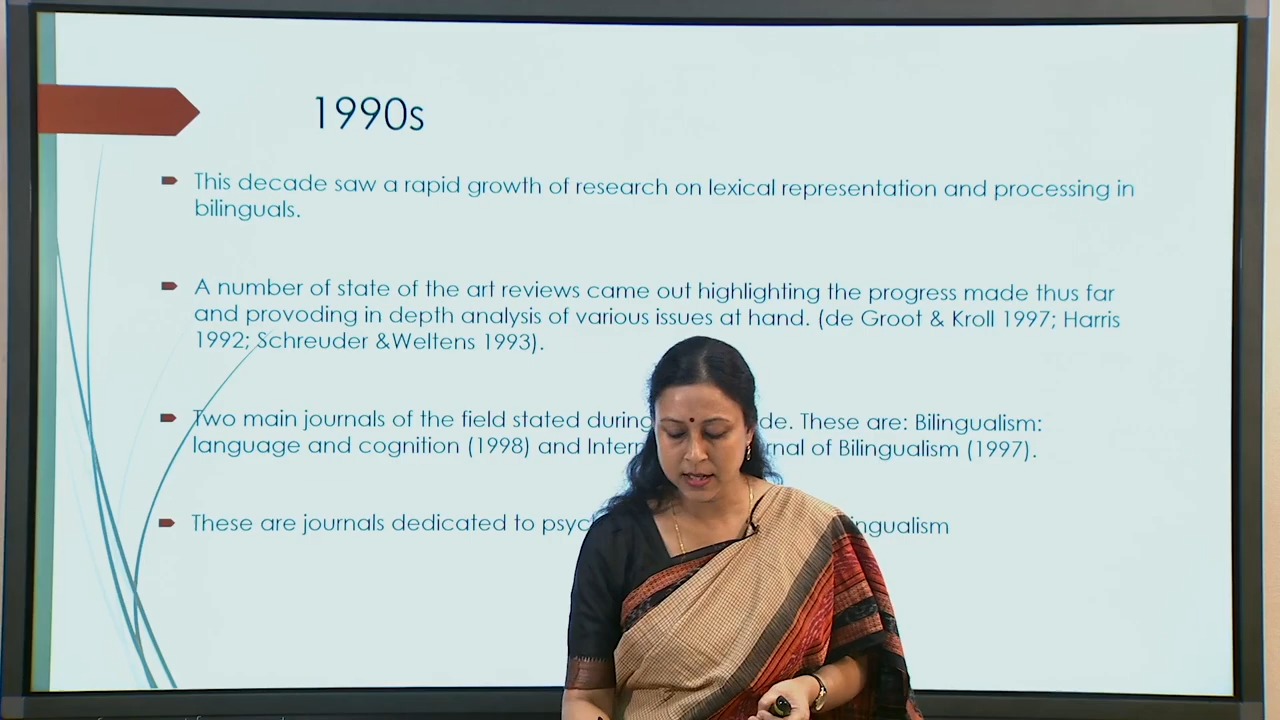 1990s
This decade saw a rapid growth of research on lexical representation and processing in
bilinguals.
A number of state of the art reviews came out highlighting the progress made thus far
and provoding in depth analysis of various issues at hand. (de Groot & Kroll 1997; Harris
1992; Schreuder &Weltens 1993).
Two main journals of the field stated during de. These are: Bilingualism:
language and cognition (1998) and Intern nal of Bilingualism (1997).
These are journals dedicated to psyc ingualism